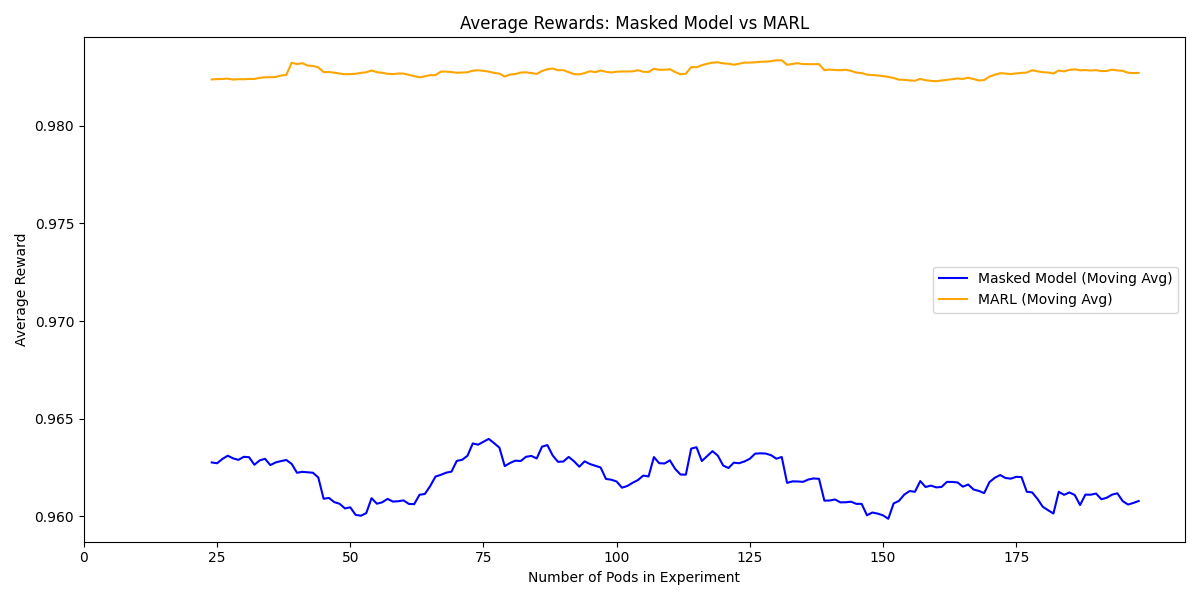 Average Rewards: Masked Model vs MARL
Average Reward
0.980
0.975
0.970
0.965
0.960
Masked Model (Moving Avg)
MARL (Moving Avg)
0
25
50
75
100
125
150
175
Number of Pods in Experiment